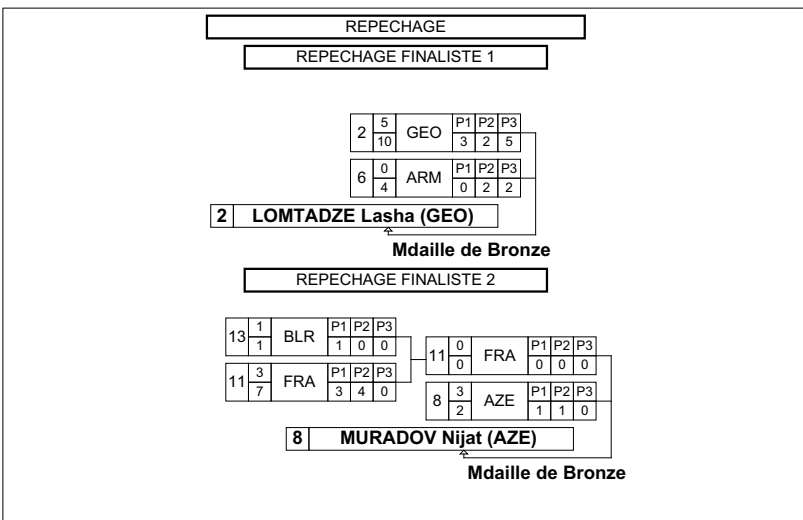 REPECHAGE
REPECHAGE FINALISTE 1
2 5 10 GEO P1 P2 P3 3 2 5
6 0 4 ARM P1 P2 P3 0 2 2
2 LOMTADZE Lasha (GEO)
Mdaille de Bronze
REPECHAGE FINALISTE 2
13 1 1 BLR P1 P2 P3 1 0 0
11 3 7 FRA P1 P2 P3 3 4 0
11 0 0 FRA P1 P2 P3 0 0 0
8 3 2 AZE P1 P2 P3 1 1 0
8 MURADOV Nijat (AZE)
Mdaille de Bronze